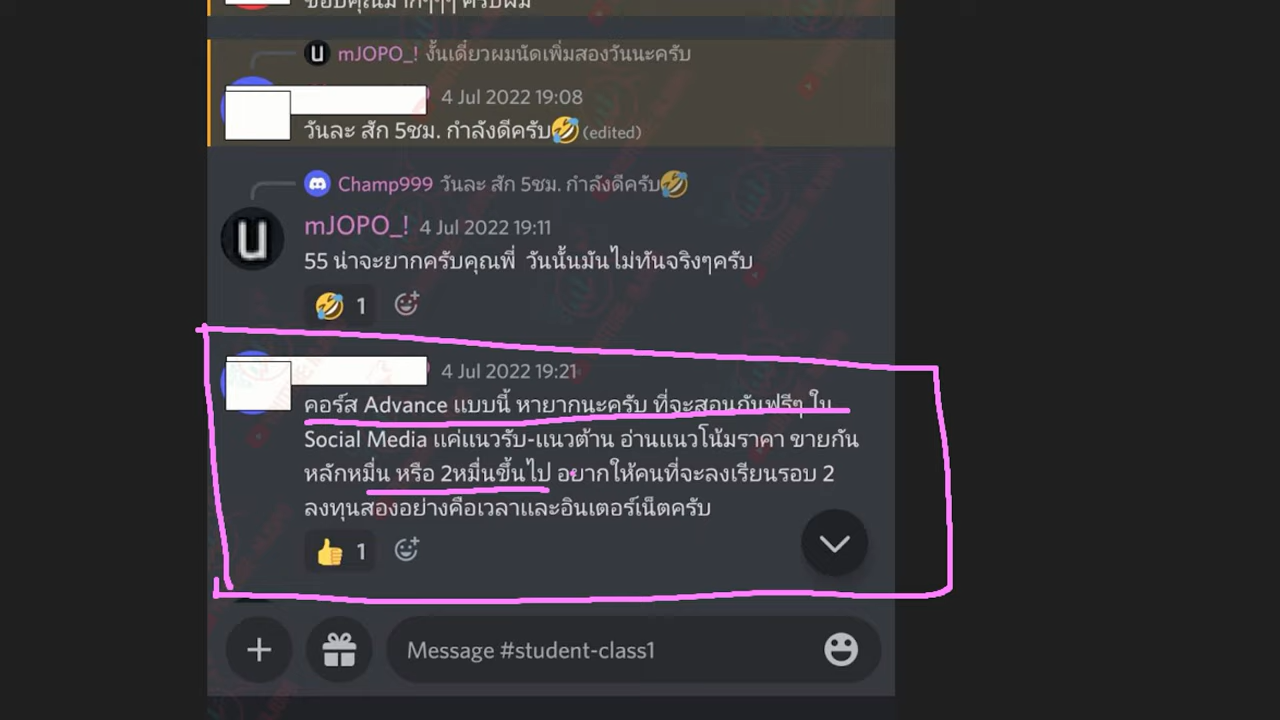 ขอบคุณมากๆๆๆ ครับผม
mJOPO_! งั้นเดี๋ยวผมนัดเพิ่มสองวันนะครับ
4 Jul 2022 19:08
วันละ สัก 5ชม. กำลังดีครับ🤣 (edited)
Champ999 วันละ สัก 5ชม. กำลังดีครับ🤣
mJOPO_! 4 Jul 2022 19:11
55 น่าจะยากครับคุณพี่ วันนั้นมันไม่ทันจริงๆครับ
🤣 1
4 Jul 2022 19:21
คอร์ส Advance แบบนี้ หายากนะครับ ที่จะสอนกันฟรีๆ ใน
Social Media แค่แนวรับ-แนวต้าน อ่านแนวโน้มราคา ขายกัน
หลักหมื่น หรือ 2หมื่นขึ้นไป อยากให้คนที่จะลงเรียนรอบ 2
ลงทุนสองอย่างคือเวลาและอินเตอร์เน็ตครับ
👍 1
Message #student-class1